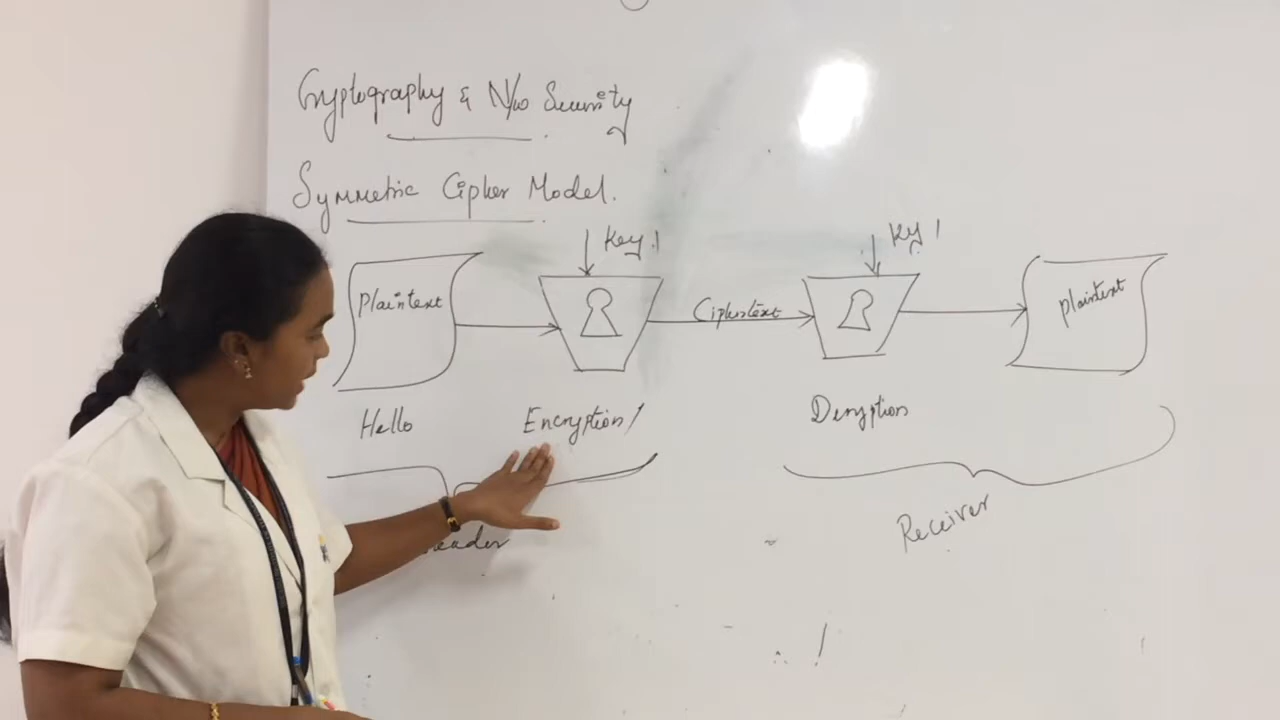 Cryptography & N/w Security
Symmetric Cipher Model.
Key 1
Key 1
Plaintext
Ciphertext
plaintext
Hello
Encryption
Decryption
Receiver